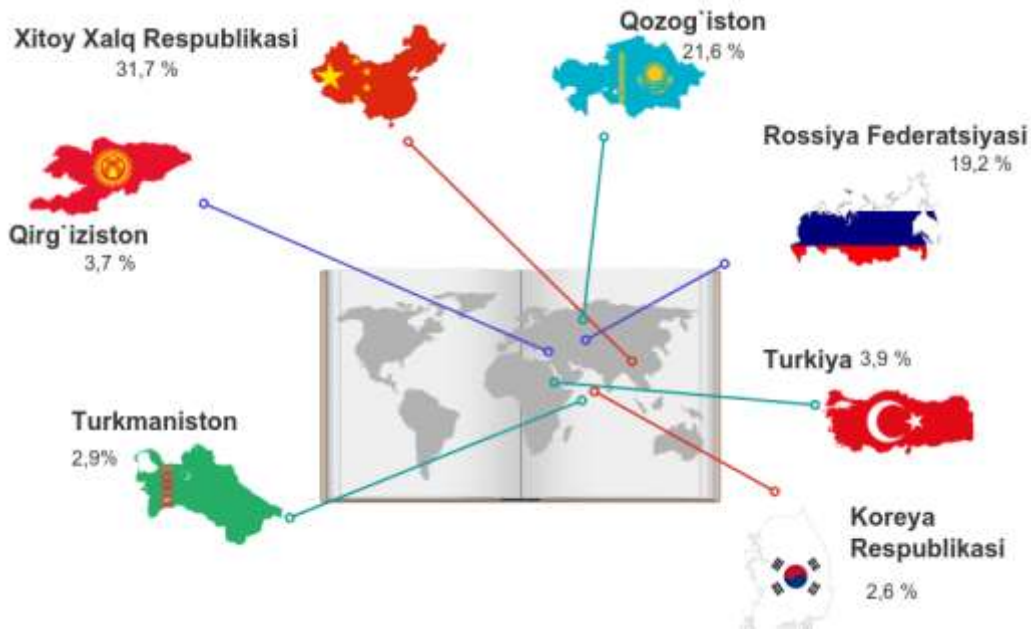 Xitoy Xalq Respublikasi
31,7 %
Qozog`iston
21,6 %
Rossiya Federatsiyasi
19,2 %
Qirg`iziston
3,7 %
Turkiya 3,9 %
Turkmaniston
2,9%
Koreya
Respublikasi
2,6 %